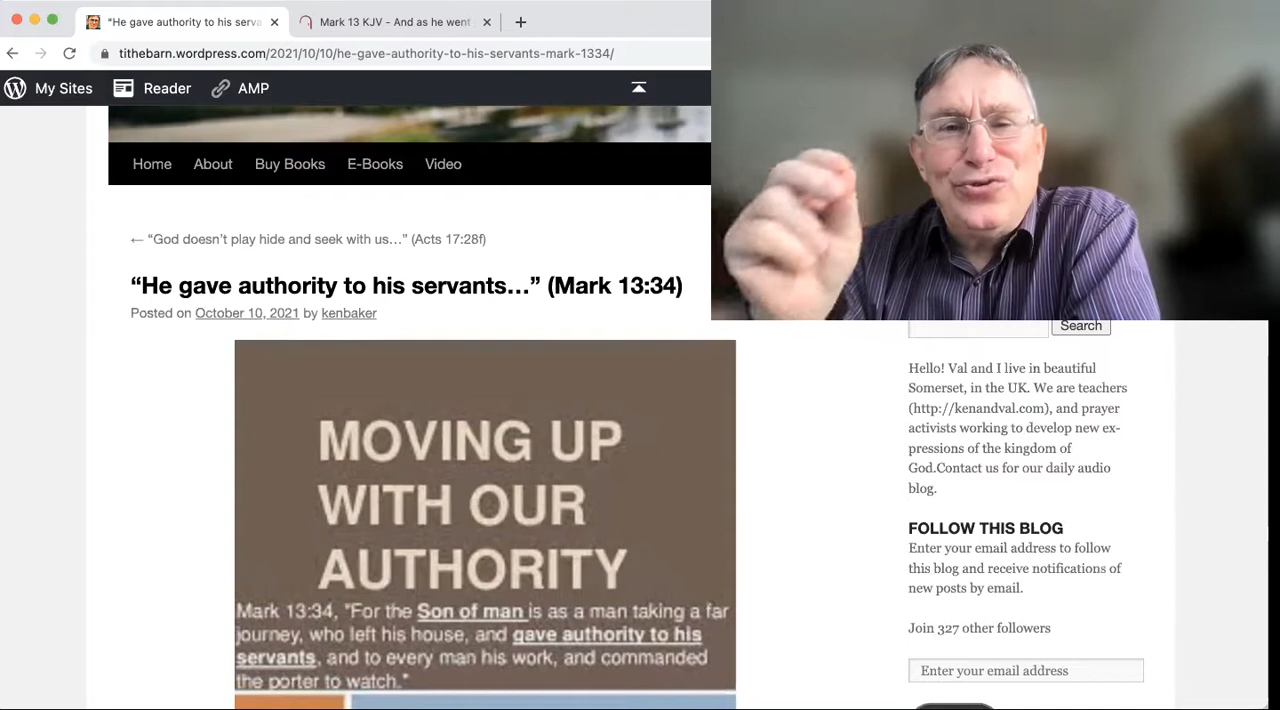 "He gave authority to his serva
Mark 13 KJV - And as he went
tithebarn.wordpress.com/2021/10/10/he-gave-authority-to-his-servants-mark-1334/
My Sites Reader AMP
Home About Buy Books E-Books Video
← “God doesn’t play hide and seek with us…” (Acts 17:28f)
“He gave authority to his servants…” (Mark 13:34)
Posted on October 10, 2021 by kenbaker
MOVING UP
WITH OUR
AUTHORITY
Mark 13:34, "For the Son of man is as a man taking a far
journey, who left his house, and gave authority to his
servants, and to every man his work, and commanded
the porter to watch."
Search
Hello! Val and I live in beautiful
Somerset, in the UK. We are teachers
(http://kenandval.com), and prayer
activists working to develop new ex-
pressions of the kingdom of
God.Contact us for our daily audio
blog.
FOLLOW THIS BLOG
Enter your email address to follow
this blog and receive notifications of
new posts by email.
Join 327 other followers
Enter your email address